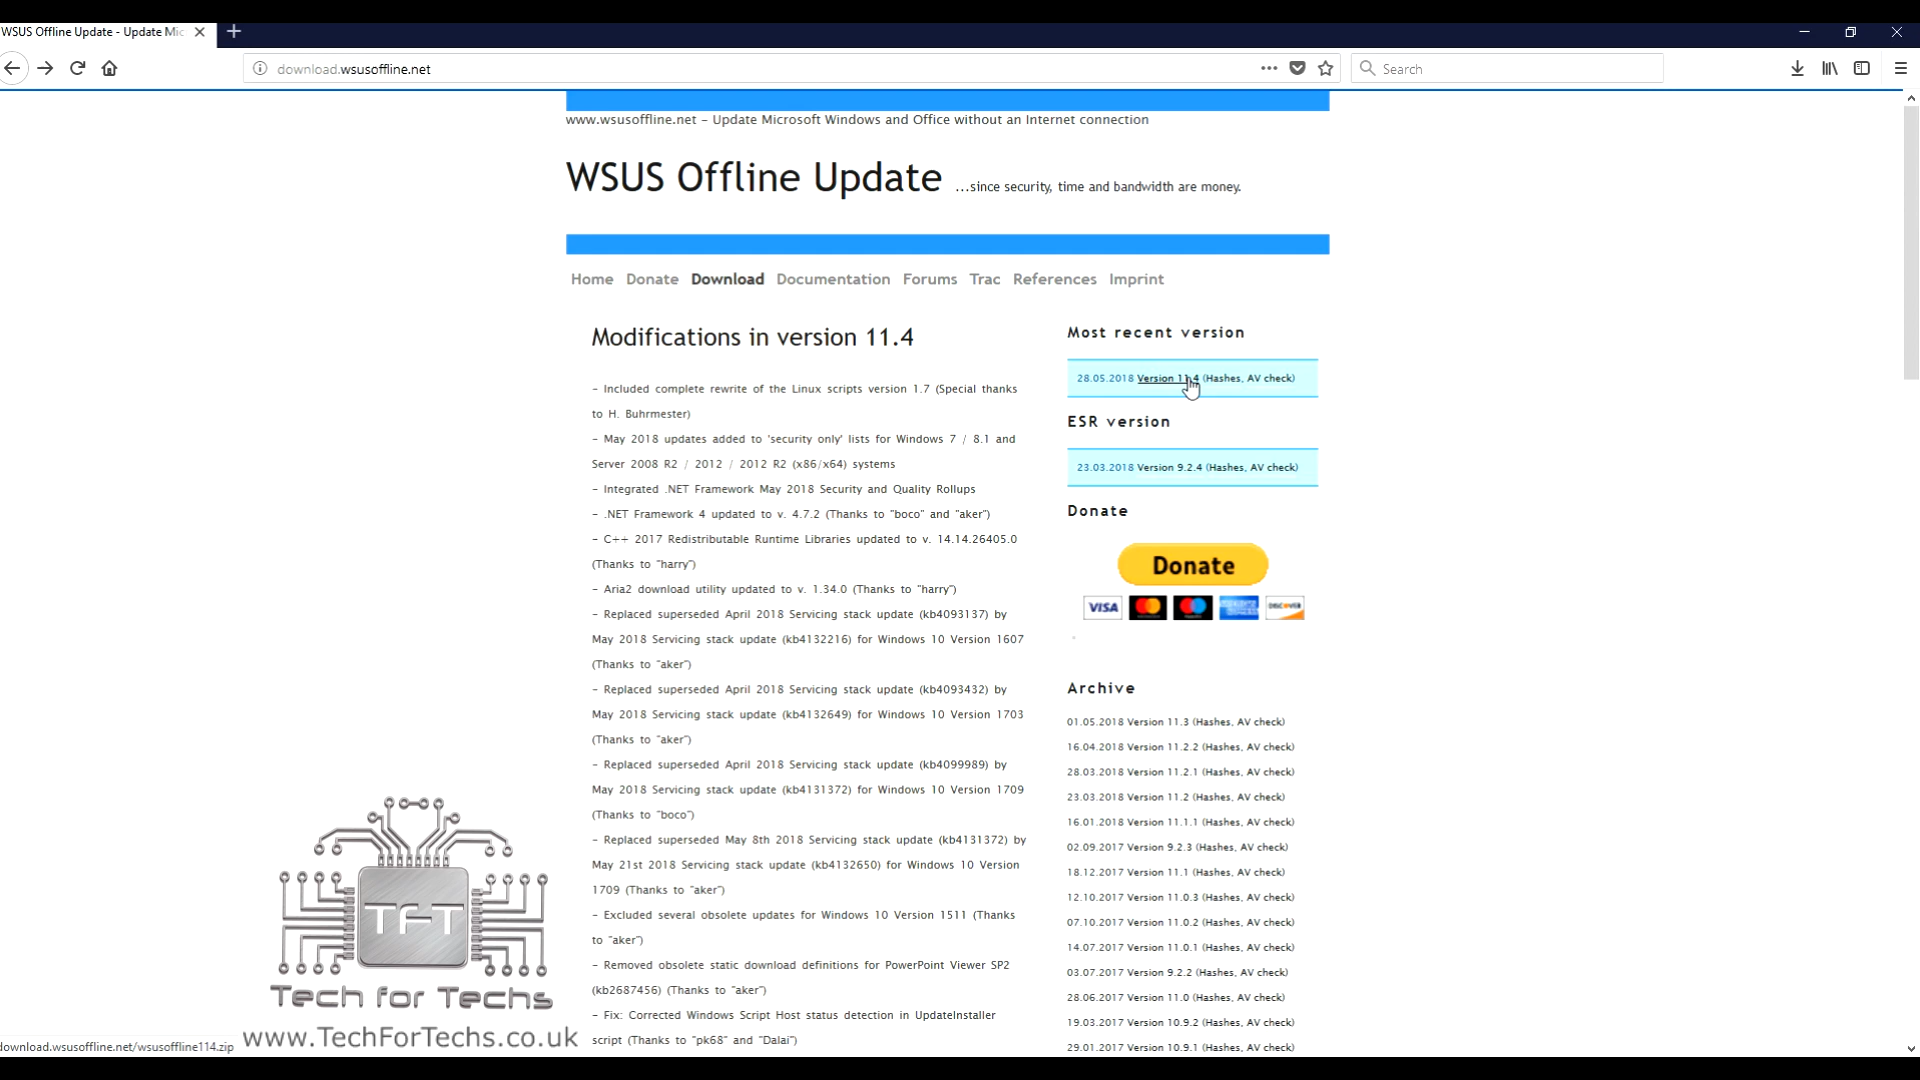 WSUS Offline Update - Update Mic
download.wsusoffline.net
Search
www.wsusoffline.net – Update Microsoft Windows and Office without an Internet connection
WSUS Offline Update ...since security, time and bandwidth are money.
Home Donate Download Documentation Forums Trac References Imprint
Modifications in version 11.4
- Included complete rewrite of the Linux scripts version 1.7 (Special thanks
to H. Buhrmester)
- May 2018 updates added to 'security only' lists for Windows 7 / 8.1 and
Server 2008 R2 / 2012 / 2012 R2 (x86/x64) systems
- Integrated .NET Framework May 2018 Security and Quality Rollups
- .NET Framework 4 updated to v. 4.7.2 (Thanks to "boco" and "aker")
- C++ 2017 Redistributable Runtime Libraries updated to v. 14.14.26405.0
(Thanks to "harry")
- Aria2 download utility updated to v. 1.34.0 (Thanks to "harry")
- Replaced superseded April 2018 Servicing stack update (kb4093137) by
May 2018 Servicing stack update (kb4132216) for Windows 10 Version 1607
(Thanks to "aker")
- Replaced superseded April 2018 Servicing stack update (kb4093432) by
May 2018 Servicing stack update (kb4132649) for Windows 10 Version 1703
(Thanks to "aker")
- Replaced superseded April 2018 Servicing stack update (kb4099989) by
May 2018 Servicing stack update (kb4131372) for Windows 10 Version 1709
(Thanks to "boco")
- Replaced superseded May 8th 2018 Servicing stack update (kb4131372) by
May 21st 2018 Servicing stack update (kb4132650) for Windows 10 Version
1709 (Thanks to "aker")
- Excluded several obsolete updates for Windows 10 Version 1511 (Thanks
to "aker")
- Removed obsolete static download definitions for PowerPoint Viewer SP2
(kb2687456) (Thanks to "aker")
- Fix: Corrected Windows Script Host status detection in UpdateInstaller
script (Thanks to "pk68" and "Dalai")
Most recent version
28.05.2018 Version 11.4 (Hashes, AV check)
ESR version
23.03.2018 Version 9.2.4 (Hashes, AV check)
Donate
Donate
VISA DISCOVER
Archive
01.05.2018 Version 11.3 (Hashes, AV check)
16.04.2018 Version 11.2.2 (Hashes, AV check)
28.03.2018 Version 11.2.1 (Hashes, AV check)
23.03.2018 Version 11.2 (Hashes, AV check)
16.01.2018 Version 11.1.1 (Hashes, AV check)
02.09.2017 Version 9.2.3 (Hashes, AV check)
18.12.2017 Version 11.1 (Hashes, AV check)
12.10.2017 Version 11.0.3 (Hashes, AV check)
07.10.2017 Version 11.0.2 (Hashes, AV check)
14.07.2017 Version 11.0.1 (Hashes, AV check)
03.07.2017 Version 9.2.2 (Hashes, AV check)
28.06.2017 Version 11.0 (Hashes, AV check)
19.03.2017 Version 10.9.2 (Hashes, AV check)
29.01.2017 Version 10.9.1 (Hashes, AV check)
TFT
Tech for Techs
www.TechForTechs.co.uk
download.wsusoffline.net/wsusoffline114.zip